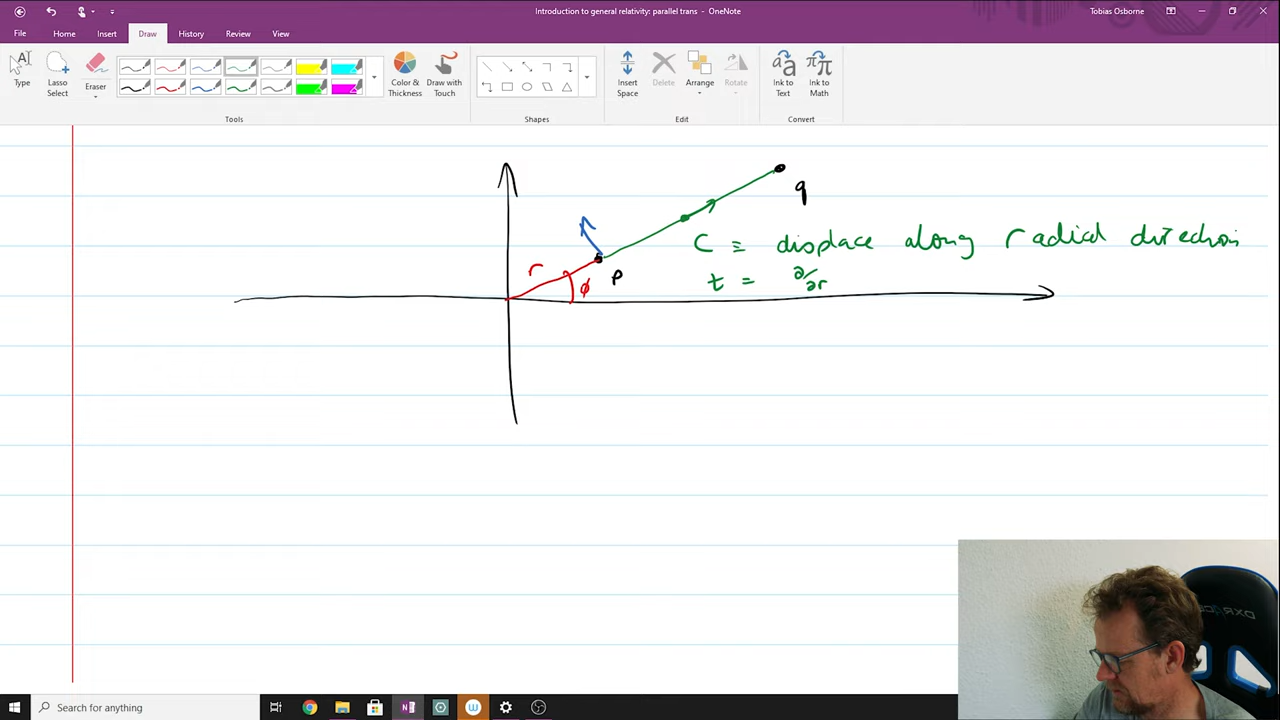 Introduction to general relativity: parallel trans - OneNote
Tobias Osborne
File Home Insert Draw History Review View
Type
Lasso Select
Eraser
Color & Thickness
Draw with Touch
Insert Space
Delete
Arrange
Rotate
Ink to Text
Ink to Math
Tools
Shapes
Edit
Convert
q
C ≡ displace along radial direction
r
ϕ
p
t = ∂/∂r
DXRACER
Search for anything